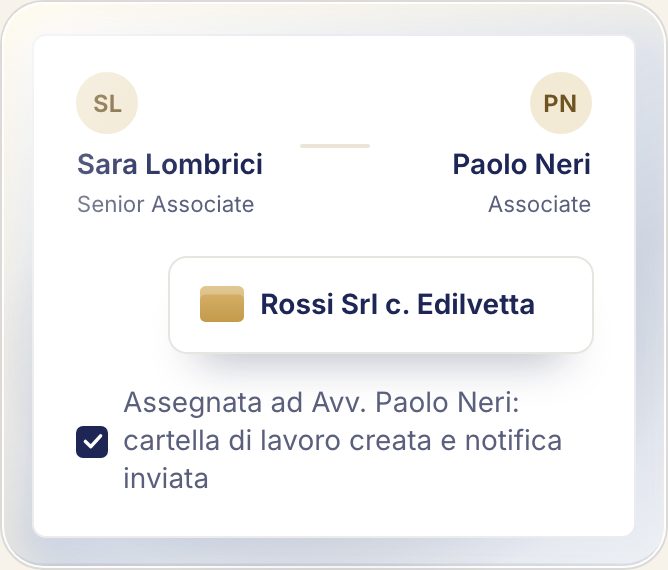 SL
PN
Sara Lombrici
Paolo Neri
Senior Associate
Associate
Rossi Srl c. Edilvetta
Assegnata ad Avv. Paolo Neri:
cartella di lavoro creata e notifica
inviata